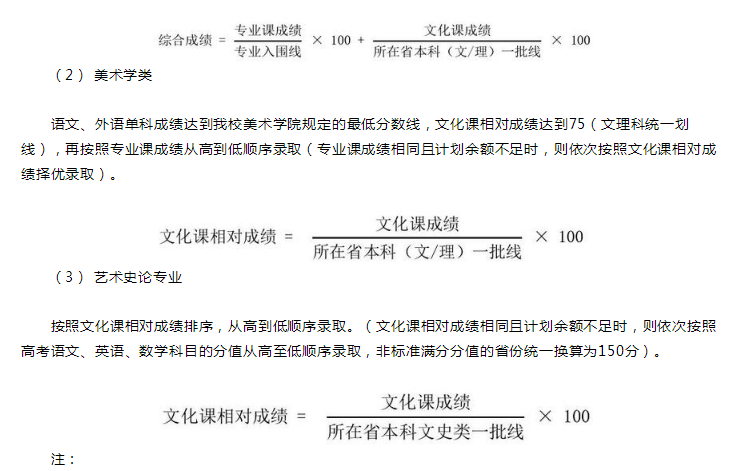 综合成绩 = 专业课成绩/专业入围线 × 100 + 文化课成绩/所在省本科（文/理）一批线 × 100
（2） 美术学类
语文、外语单科成绩达到我校美术学院规定的最低分数线，文化课相对成绩达到75（文理科统一划
线），再按照专业课成绩从高到低顺序录取（专业课成绩相同且计划余额不足时，则依次按照文化课相对成
绩择优录取）。
文化课相对成绩 = 文化课成绩/所在省本科（文/理）一批线 × 100
（3） 艺术史论专业
按照文化课相对成绩排序，从高到低顺序录取。（文化课相对成绩相同且计划余额不足时，则依次按照
高考语文、英语、数学科目的分值从高至低顺序录取，非标准满分分值的省份统一换算为150分）。
文化课相对成绩 = 文化课成绩/所在省本科文史类一批线 × 100
注：